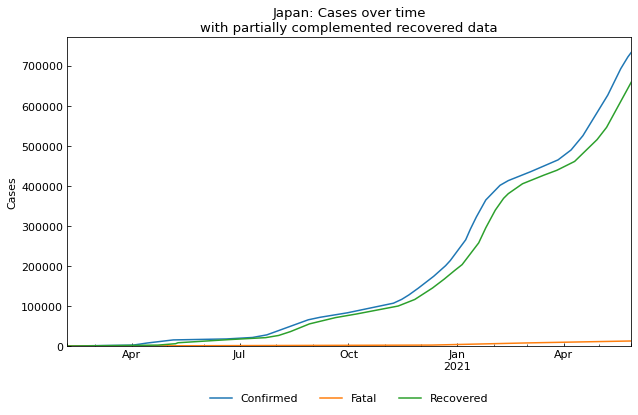 Japan: Cases over time
with partially complemented recovered data
700000
600000
500000
400000
300000
200000
100000
0
Cases
Apr
Jul
Oct
Jan
2021
Apr
Confirmed
Fatal
Recovered